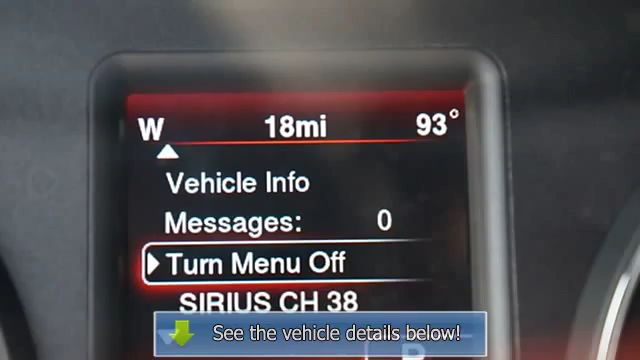 W 18mi 93°
Vehicle Info
Messages: 0
Turn Menu Off
SIRIUS CH 38
See the vehicle details below!